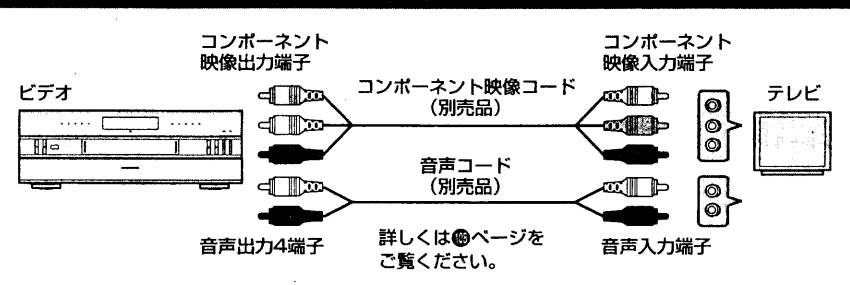 コンポーネント
映像出力端子
コンポーネント
映像入力端子
ビデオ
コンポーネント映像コード
(別売品)
テレビ
音声コード
(別売品)
音声出力4端子
詳しくはページを
ご覧ください。
音声入力端子